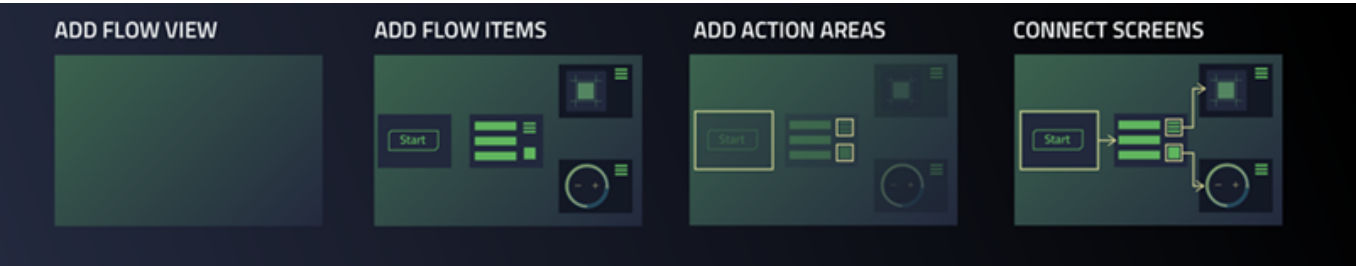 ADD FLOW VIEW
ADD FLOW ITEMS
ADD ACTION AREAS
CONNECT SCREENS
Start
Start
Start